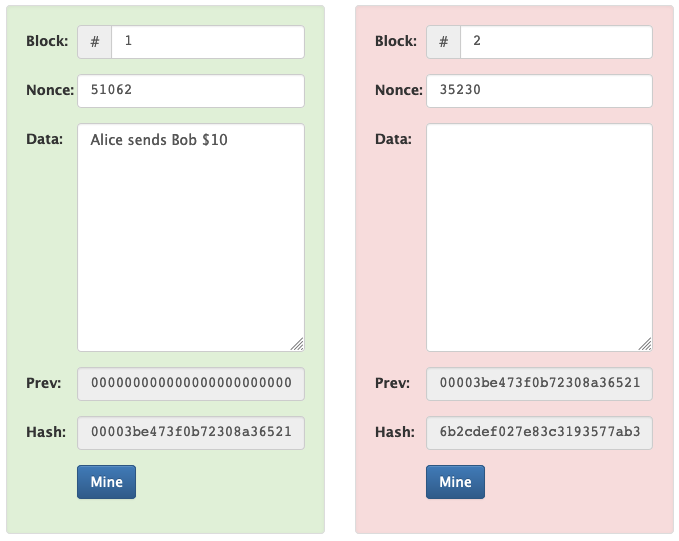 Block: # 1
Nonce: 51062
Data: Alice sends Bob $10
Prev: 000000000000000000000000
Hash: 00003be473f0b72308a36521
Mine
Block: # 2
Nonce: 35230
Data:
Prev: 00003be473f0b72308a36521
Hash: 6b2cdef027e83c3193577ab3
Mine